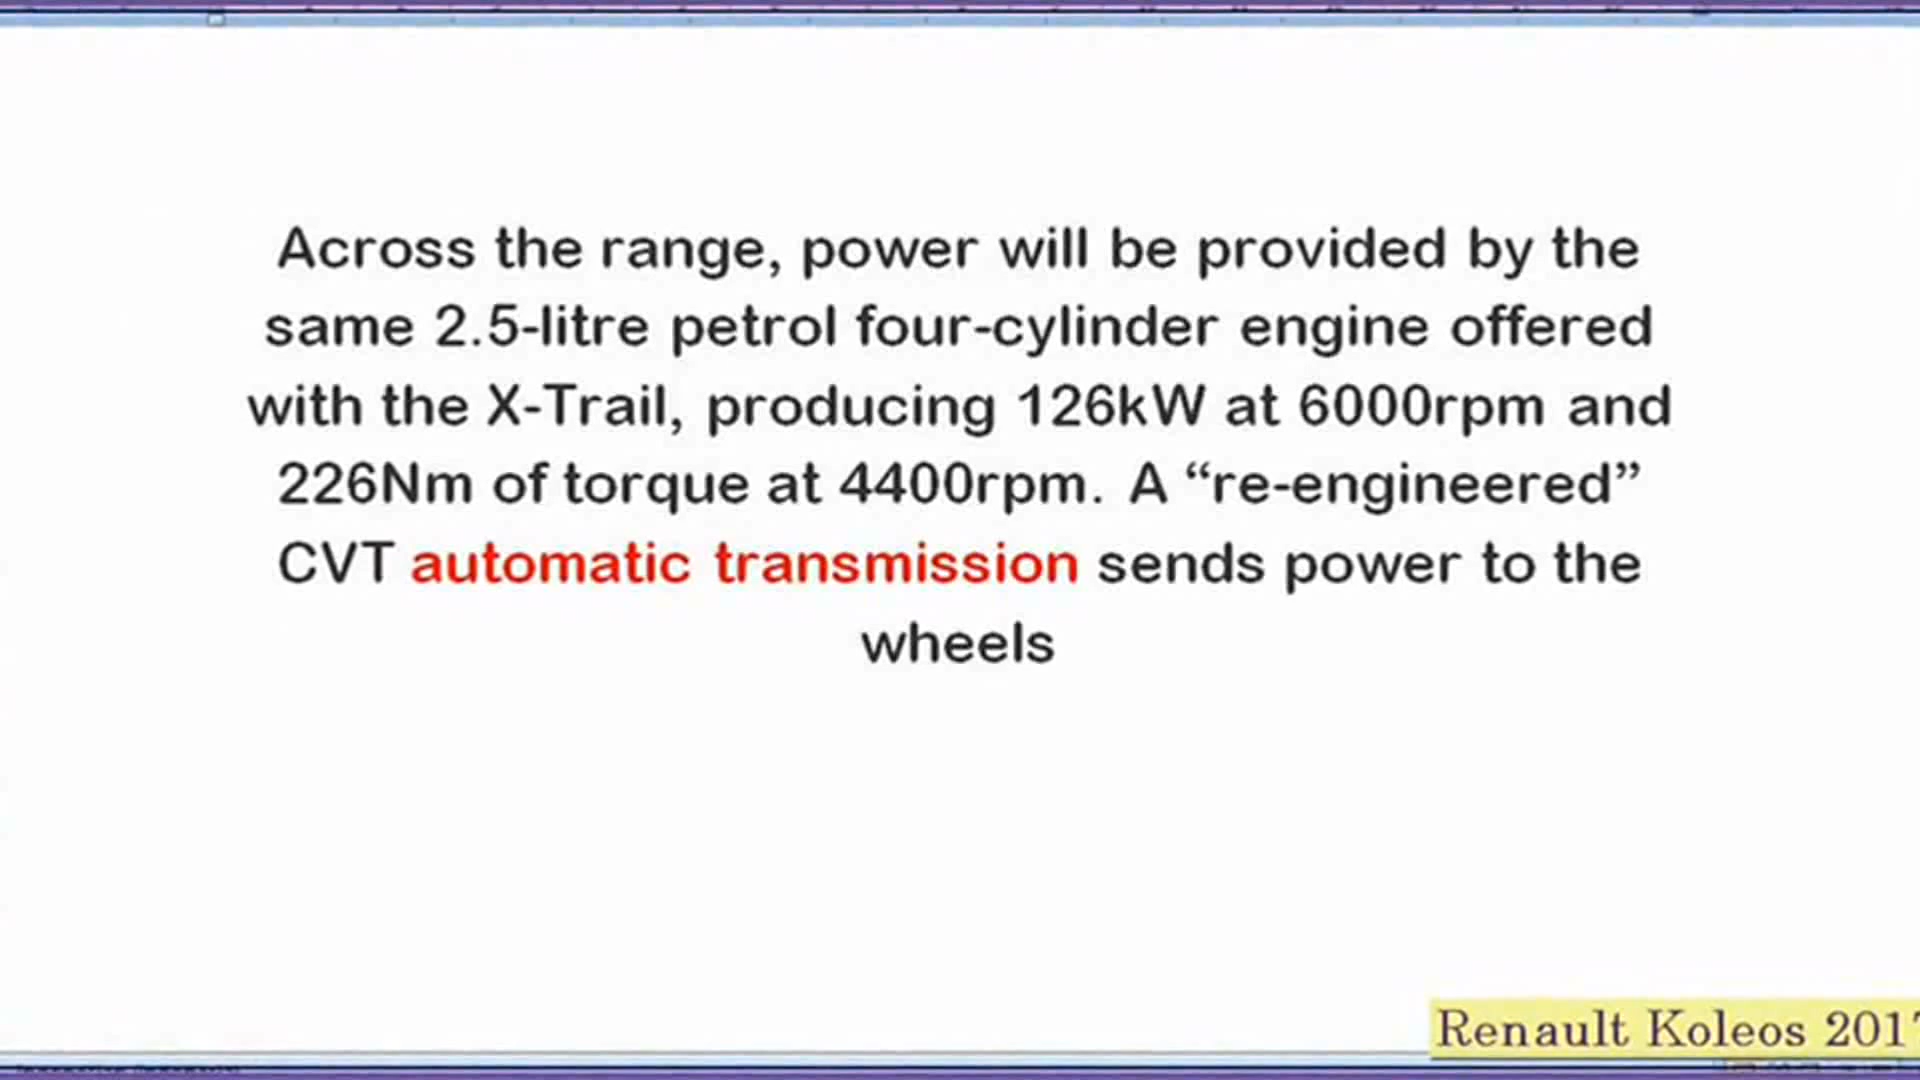 Across the range, power will be provided by the
same 2.5-litre petrol four-cylinder engine offered
with the X-Trail, producing 126kW at 6000rpm and
226Nm of torque at 4400rpm. A “re-engineered”
CVT automatic transmission sends power to the
wheels
Renault Koleos 2017